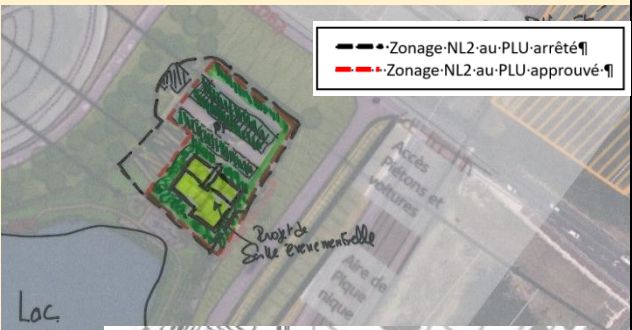 Zonage·NL2·au·PLU·arrêté¶
Zonage·NL2·au·PLU·approuvé·¶
Accès
piétons et
voitures
Projet de
Salle évenementielle
Aire de
Pique
nique
Lac